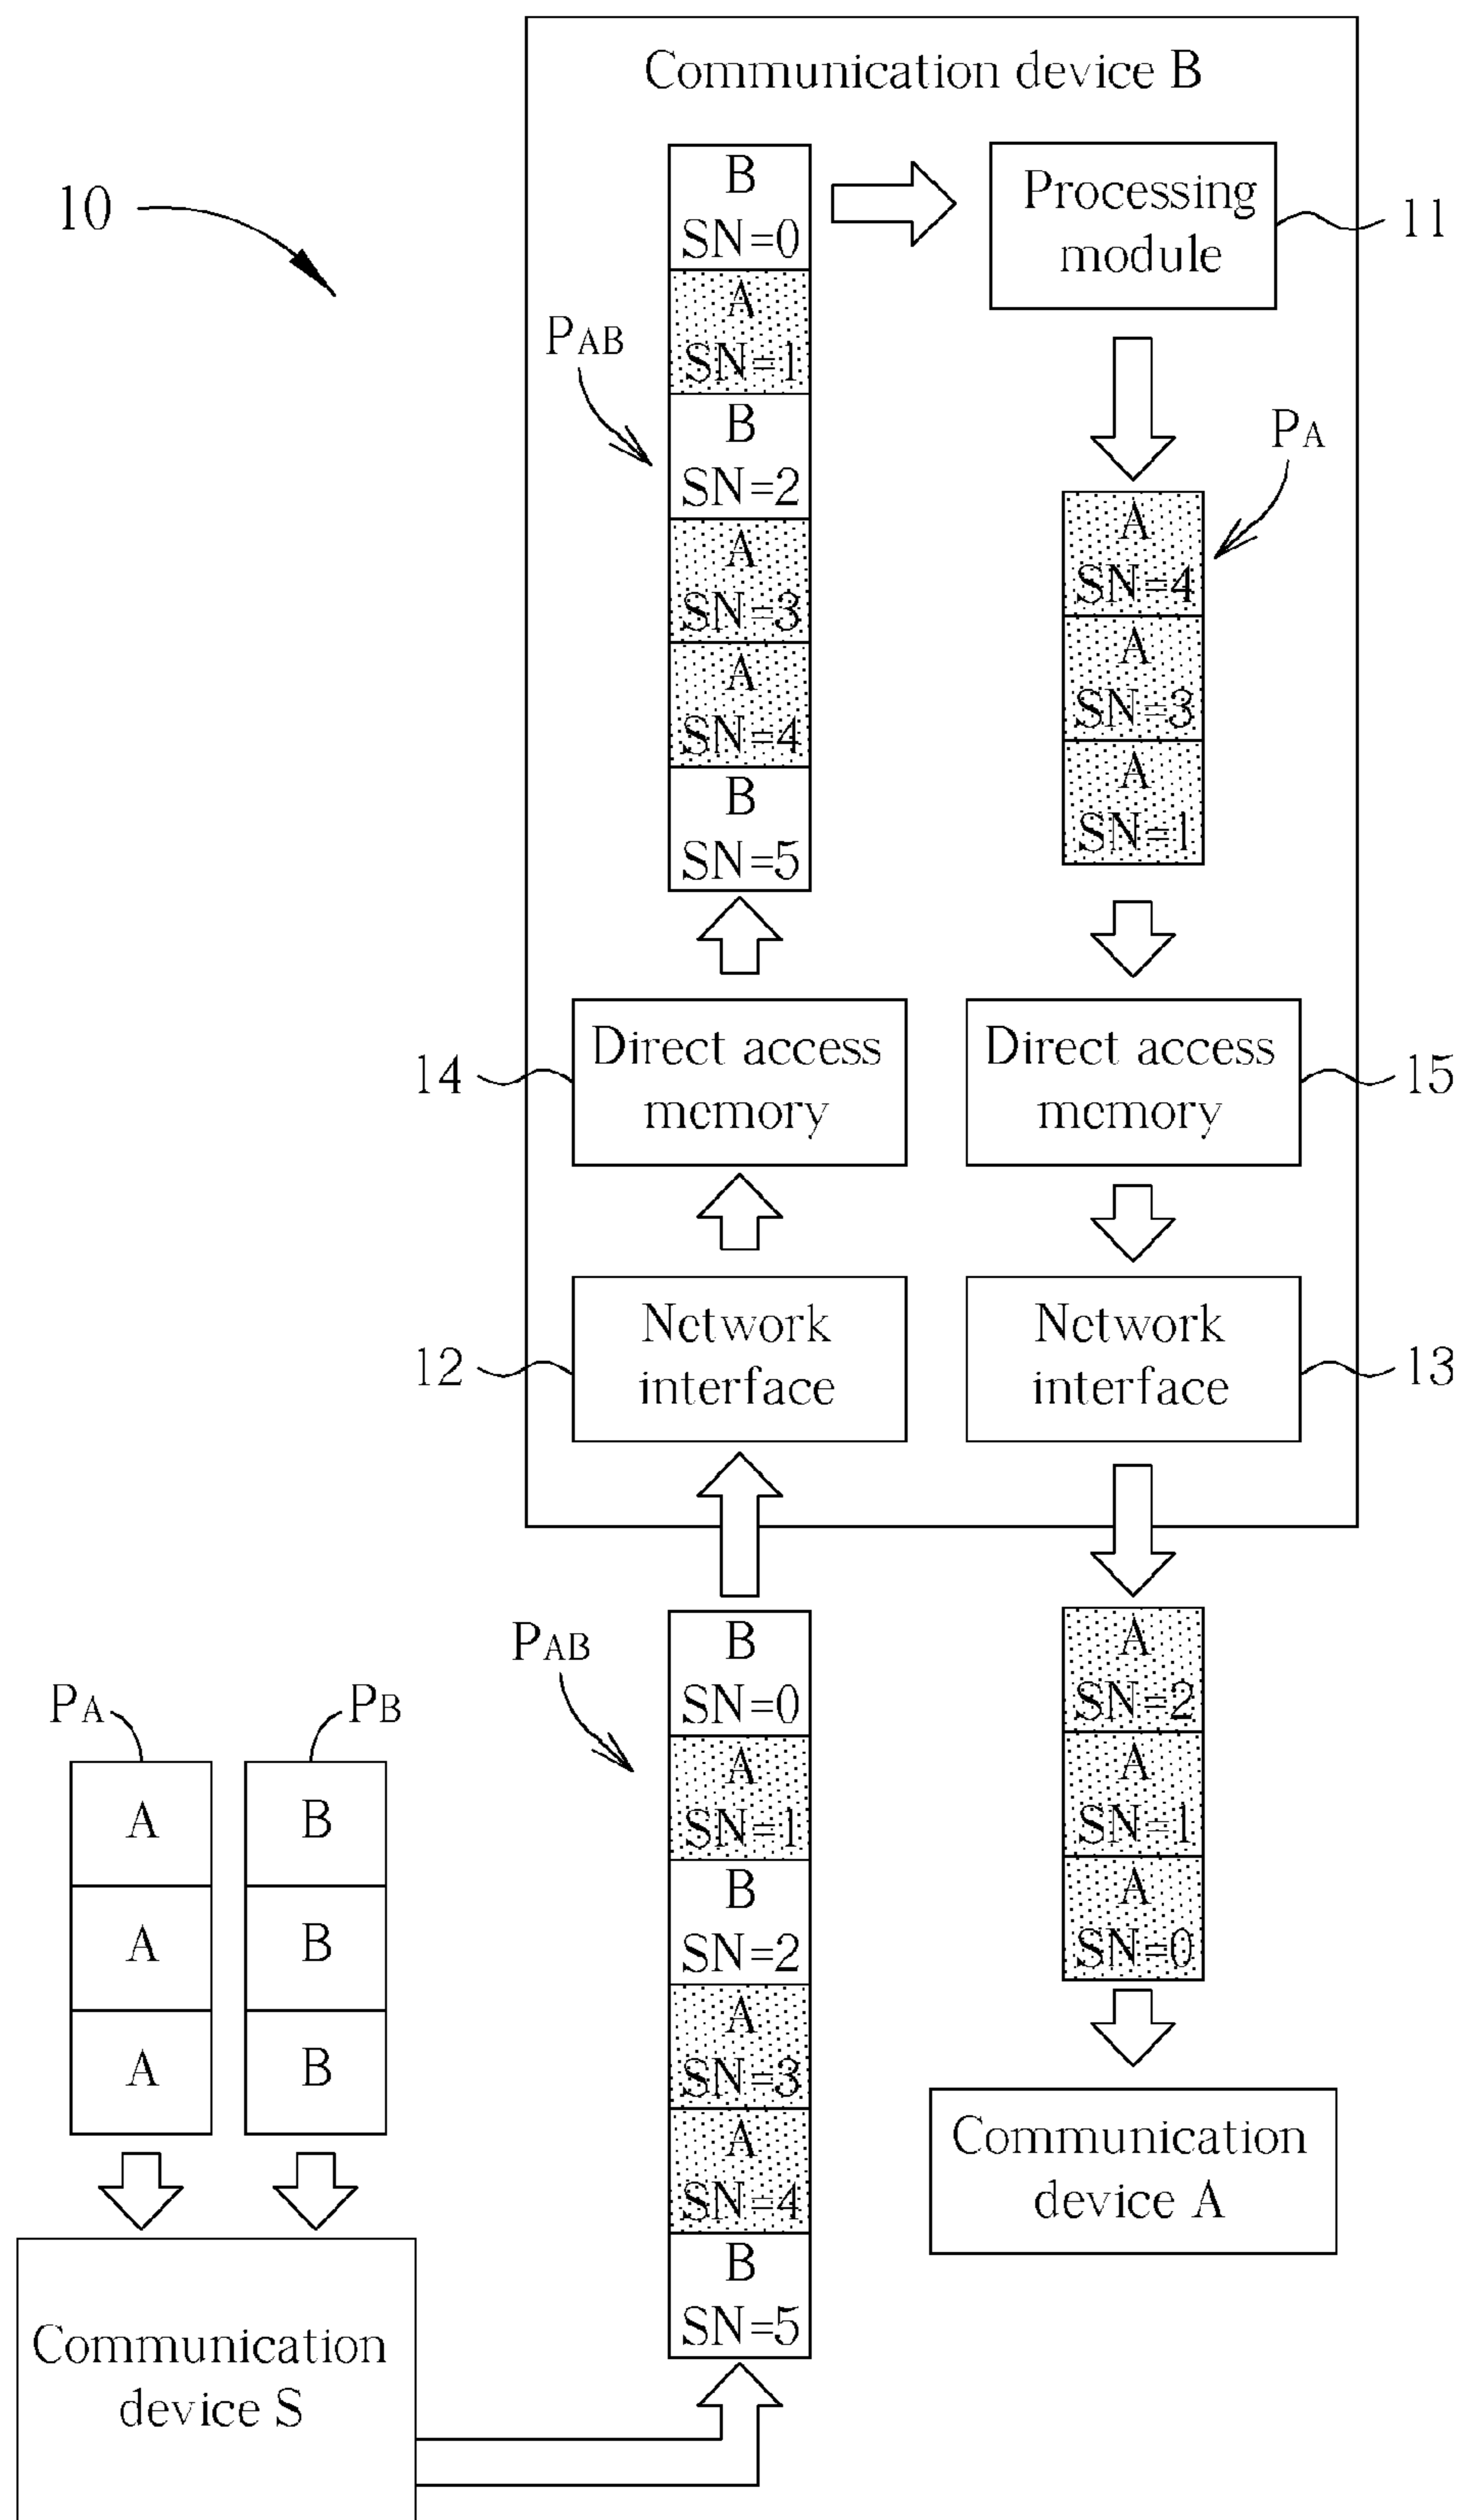 Communication device B
10
B
SN=0
A
SN=1
B
SN=2
A
SN=3
A
SN=4
B
SN=5
PAB
Processing
module
11
PA
A
SN=4
A
SN=3
A
SN=1
14
Direct access
memory
Direct access
memory
15
12
Network
interface
Network
interface
13
PAB
B
SN=0
A
SN=1
B
SN=2
A
SN=3
A
SN=4
B
SN=5
A
SN=2
A
SN=1
A
SN=0
PA
PB
A
A
A
B
B
B
Communication
device A
Communication
device S